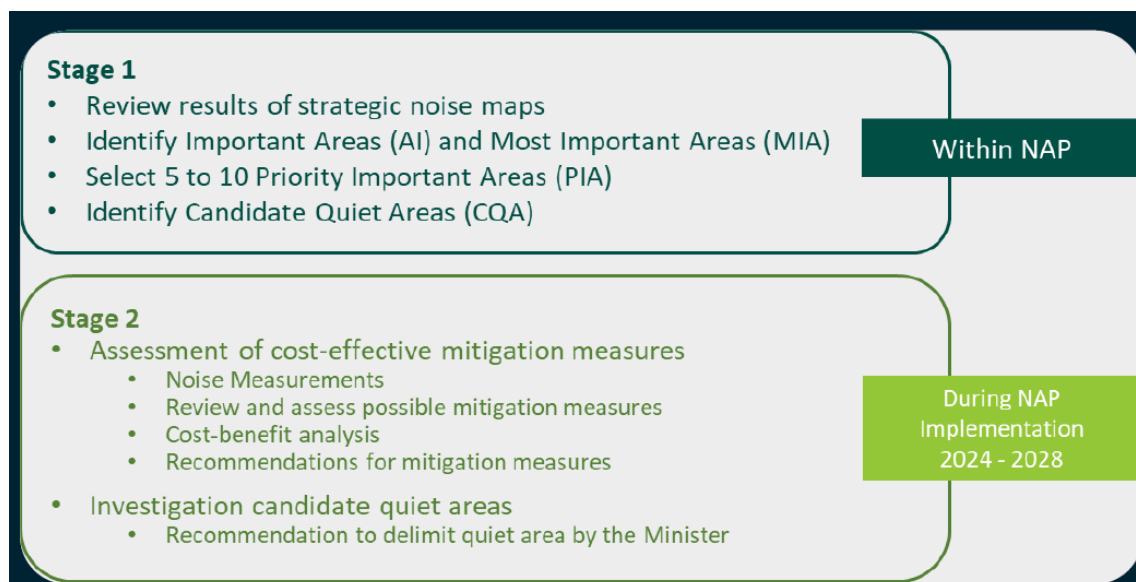 Stage 1
• Review results of strategic noise maps
• Identify Important Areas (AI) and Most Important Areas (MIA)
• Select 5 to 10 Priority Important Areas (PIA)
• Identify Candidate Quiet Areas (CQA)
Within NAP
Stage 2
• Assessment of cost-effective mitigation measures
• Noise Measurements
• Review and assess possible mitigation measures
• Cost-benefit analysis
• Recommendations for mitigation measures
• Investigation candidate quiet areas
• Recommendation to delimit quiet area by the Minister
During NAP
Implementation
2024 - 2028